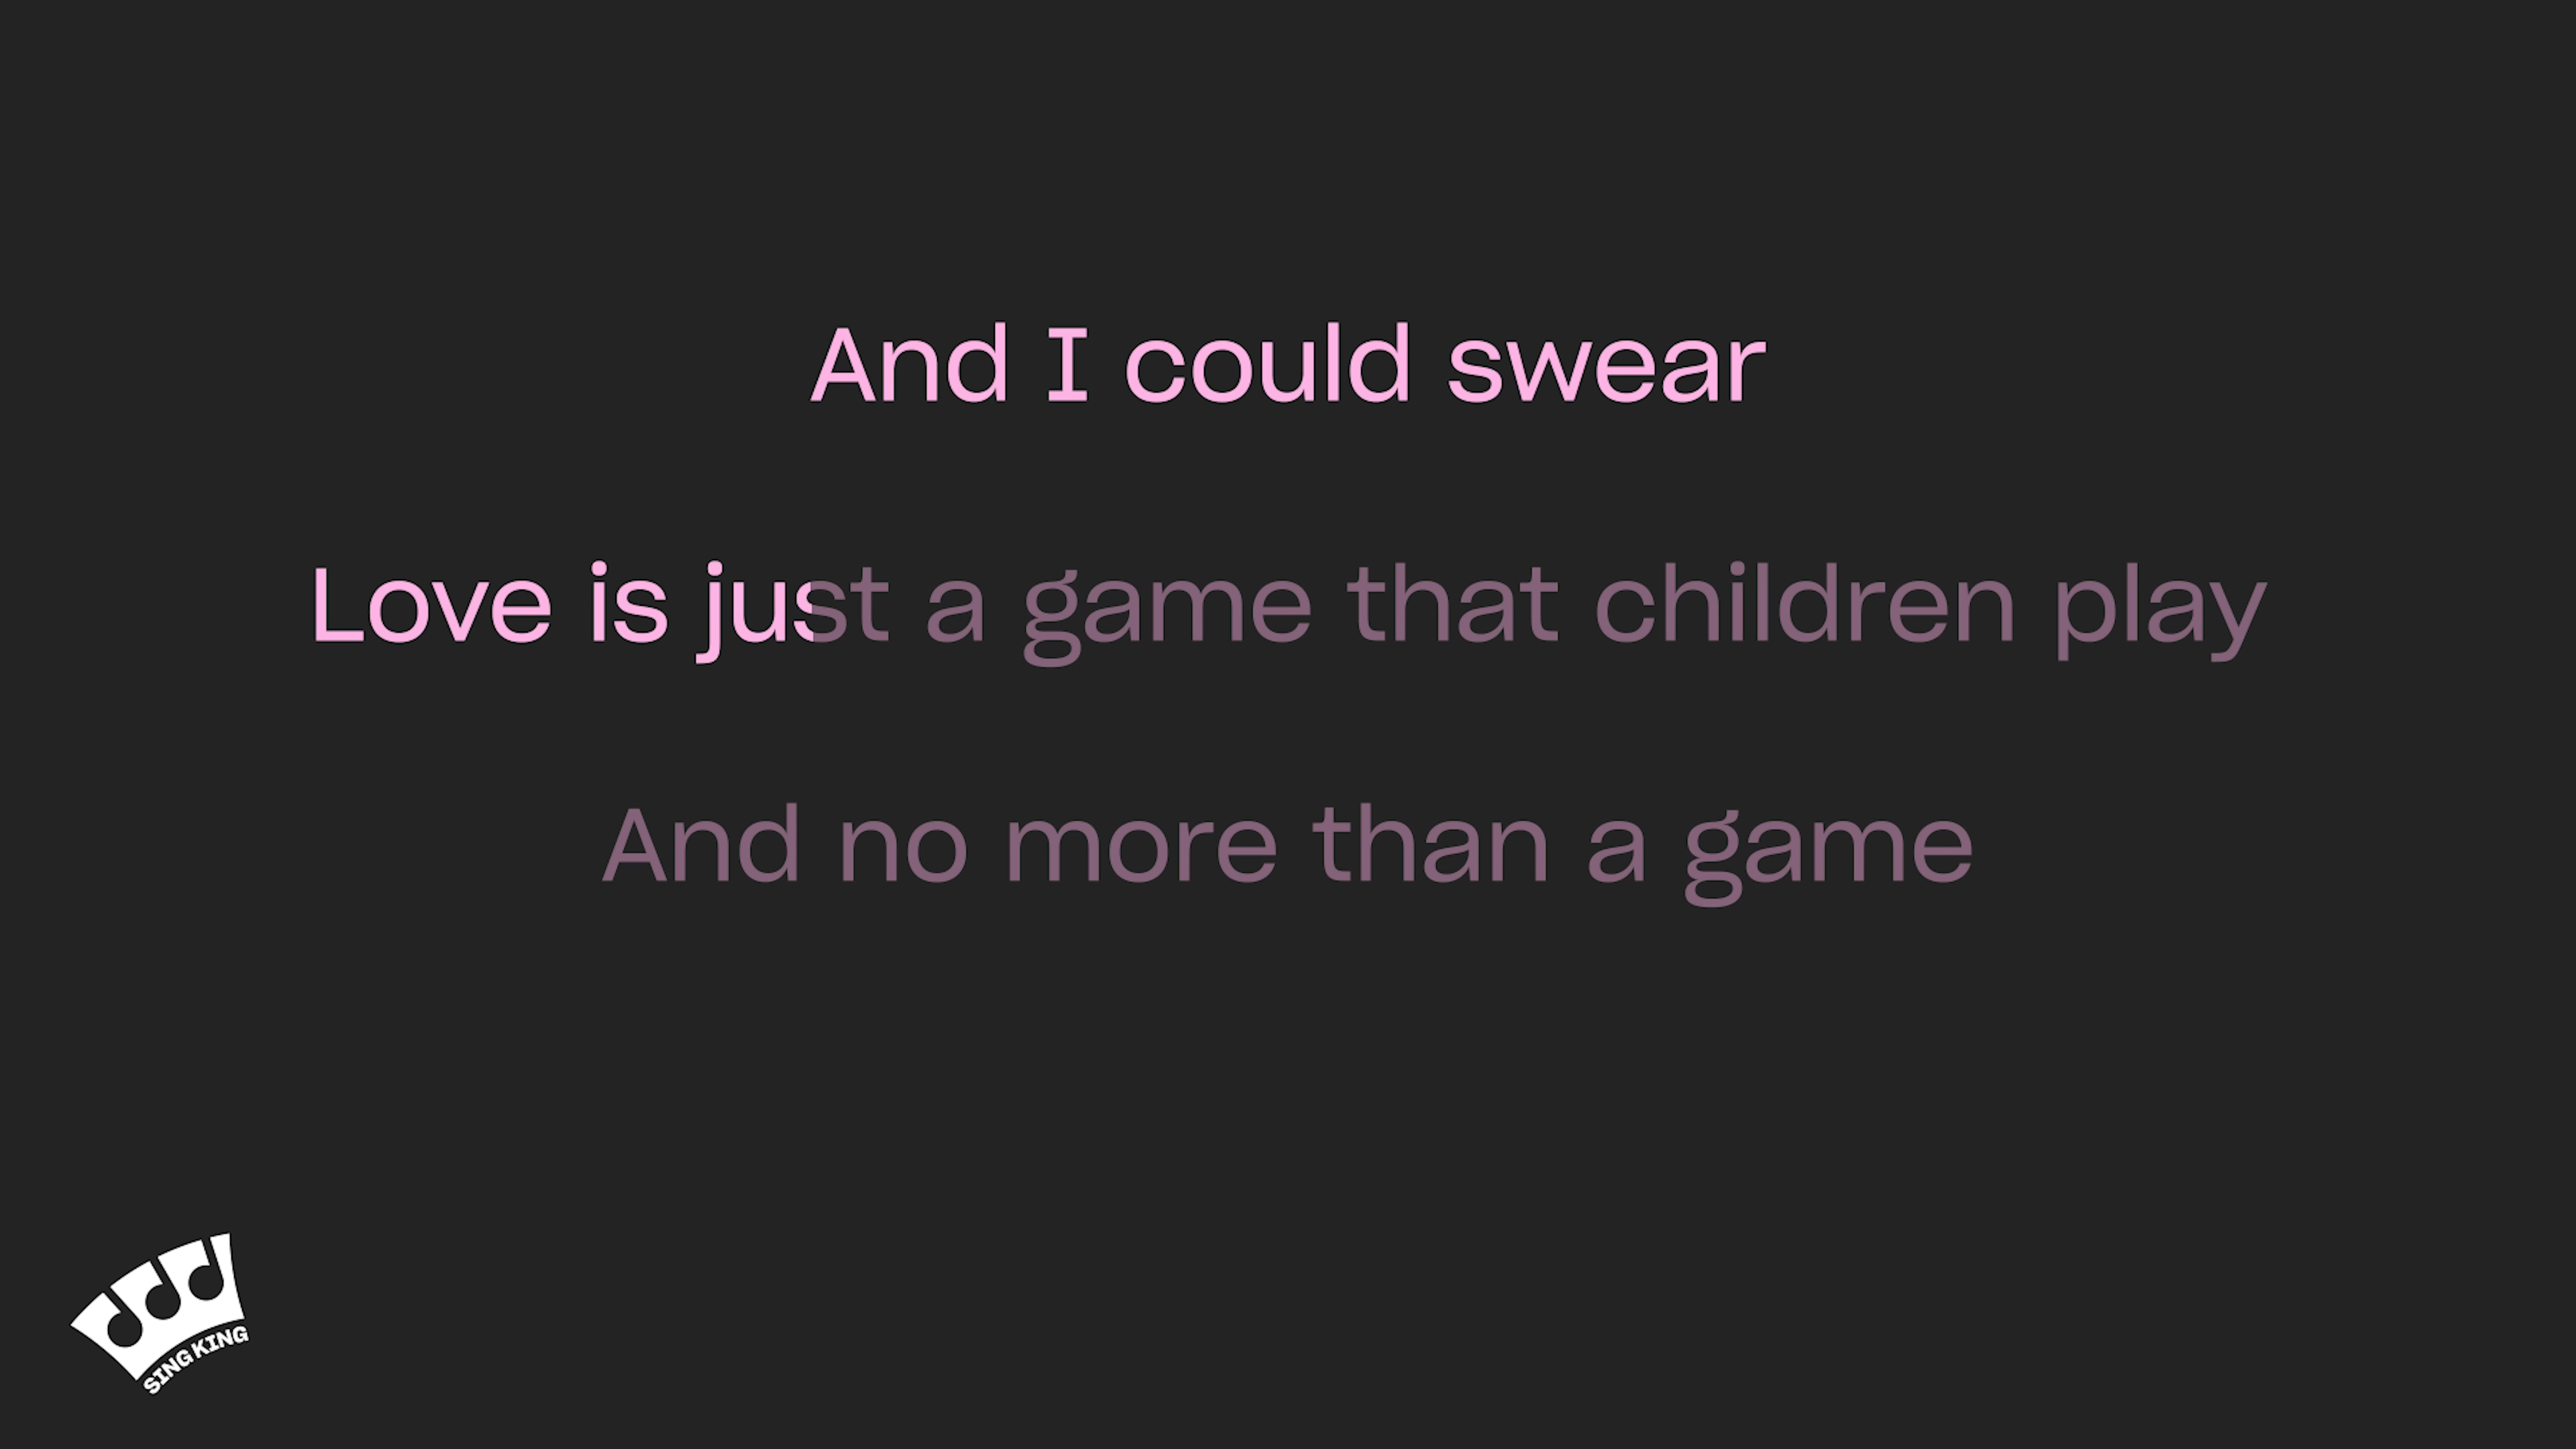 And I could swear
Love is just a game that children play
And no more than a game
SING KING